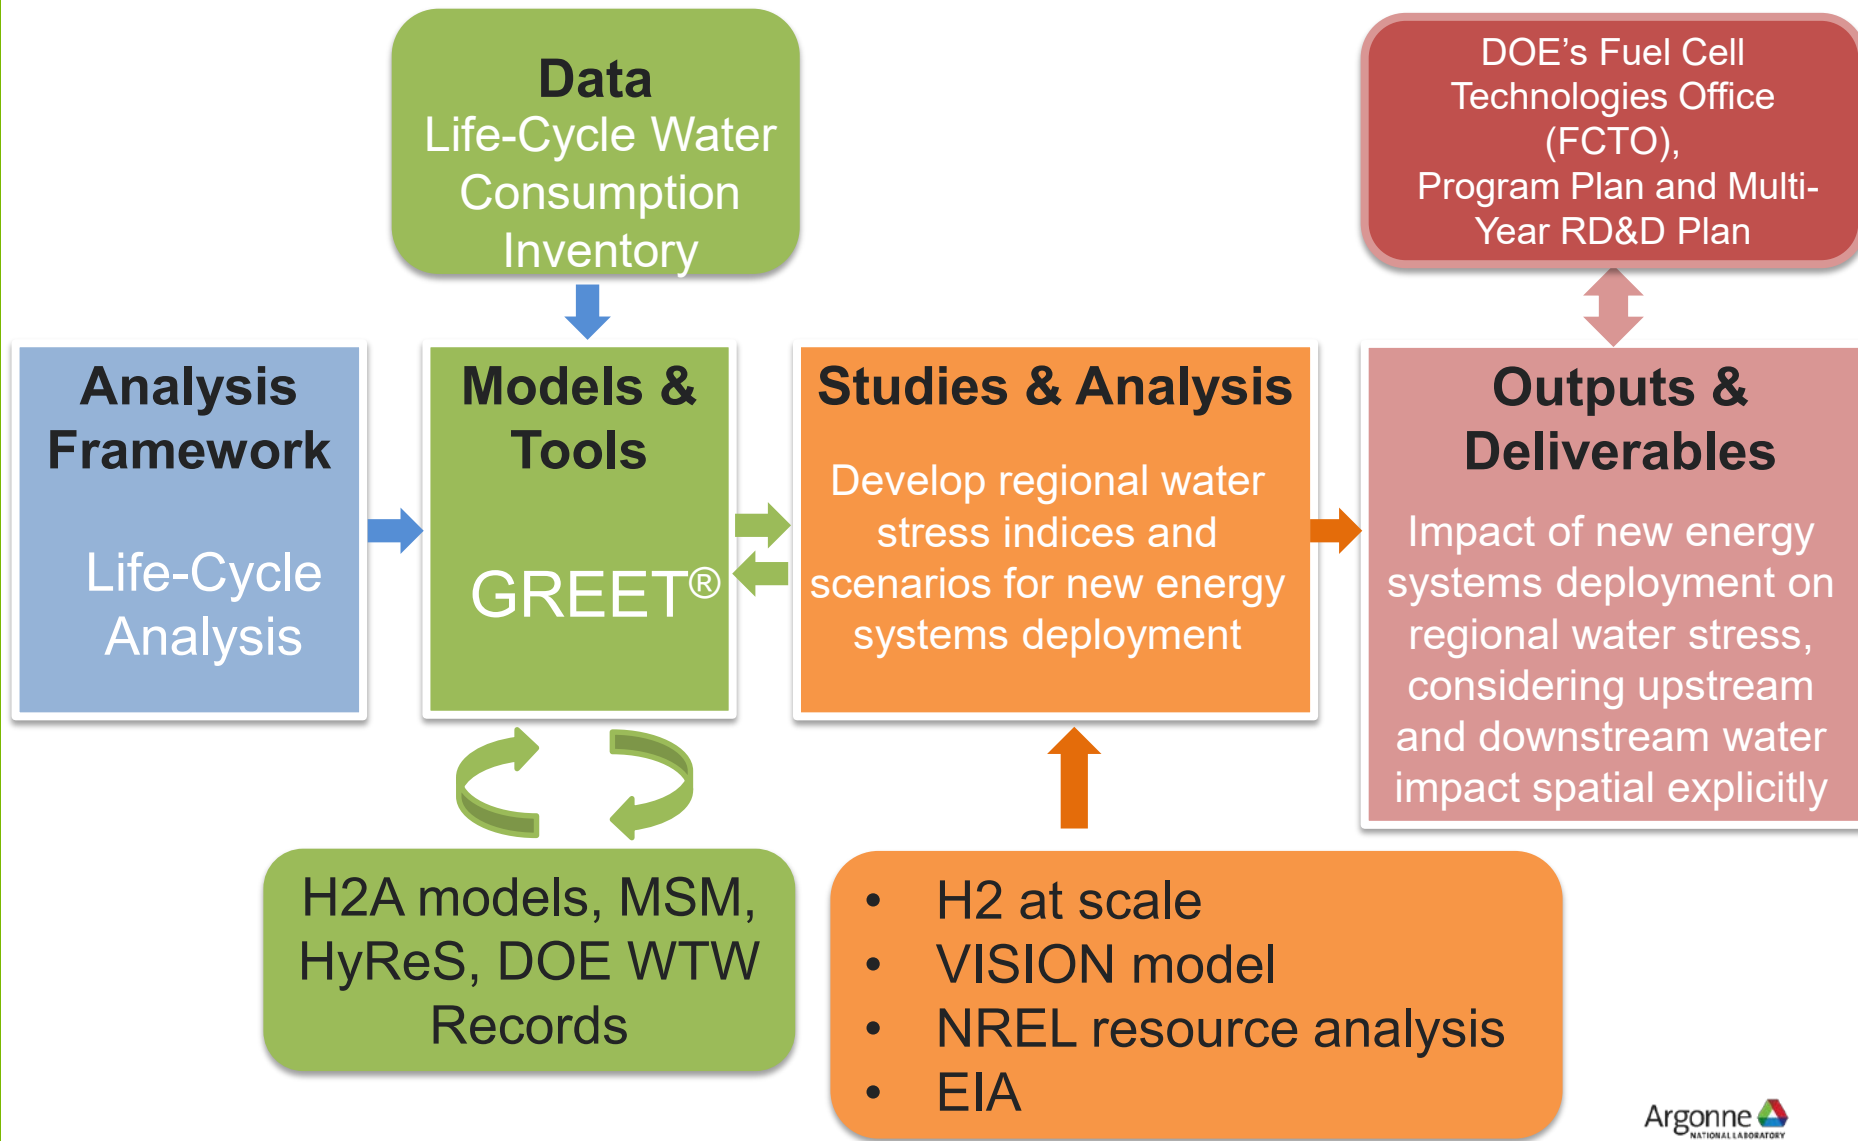 Data
Life-Cycle Water
Consumption
Inventory
DOE’s Fuel Cell
Technologies Office
(FCTO),
Program Plan and Multi-
Year RD&D Plan
Analysis
Framework
Life-Cycle
Analysis
Models &
Tools
GREET®
Studies & Analysis
Develop regional water
stress indices and
scenarios for new energy
systems deployment
Outputs &
Deliverables
Impact of new energy
systems deployment on
regional water stress,
considering upstream
and downstream water
impact spatial explicitly
H2A models, MSM,
HyReS, DOE WTW
Records
• H2 at scale
• VISION model
• NREL resource analysis
• EIA
Argonne
NATIONAL LABORATORY